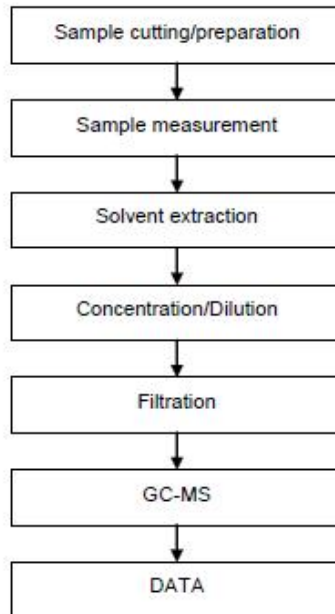 Sample cutting/preparation
Sample measurement
Solvent extraction
Concentration/Dilution
Filtration
GC-MS
DATA